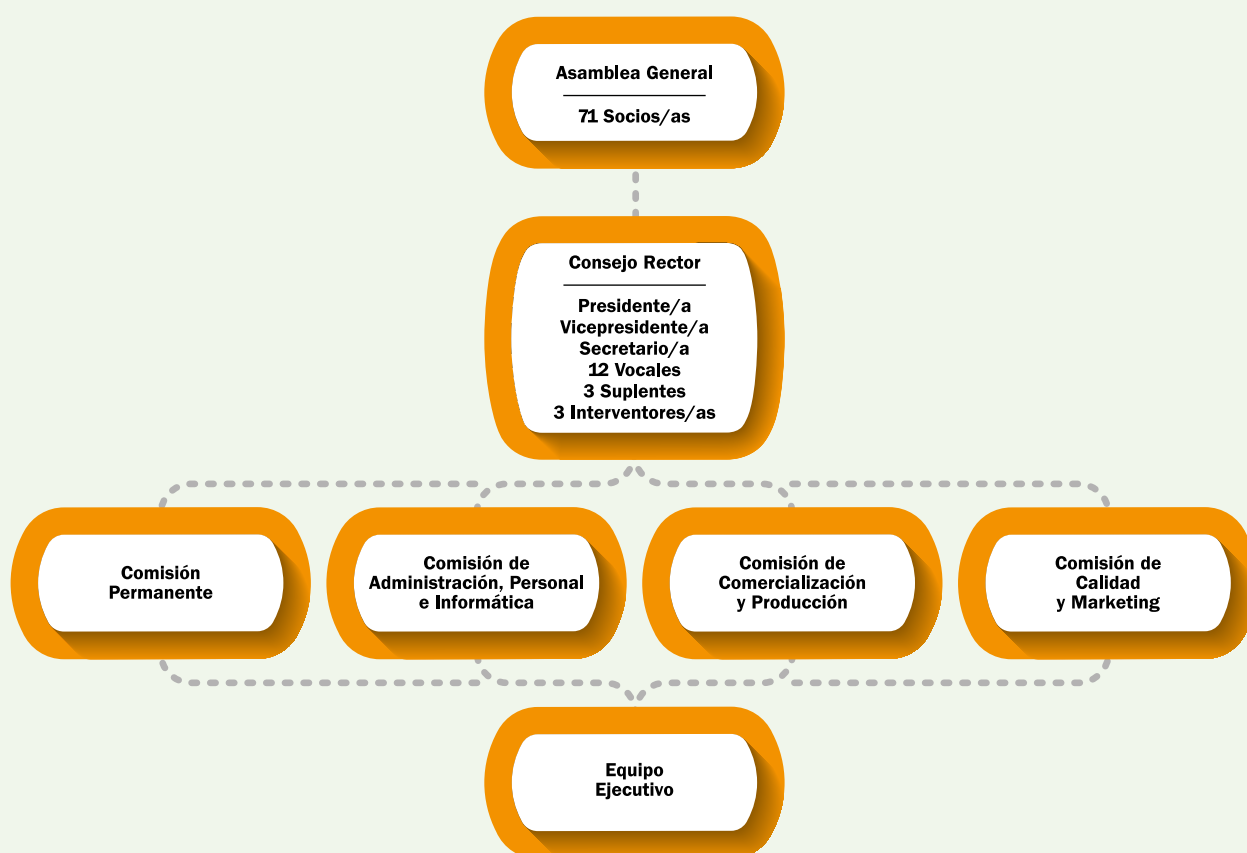 Asamblea General
71 Socios/as
Consejo Rector
Presidente/a
Vicepresidente/a
Secretario/a
12 Vocales
3 Suplentes
3 Interventores/as
Comisión
Permanente
Comisión de
Administración, Personal
e Informática
Comisión de
Comercialización
y Producción
Comisión de
Calidad
y Marketing
Equipo
Ejecutivo